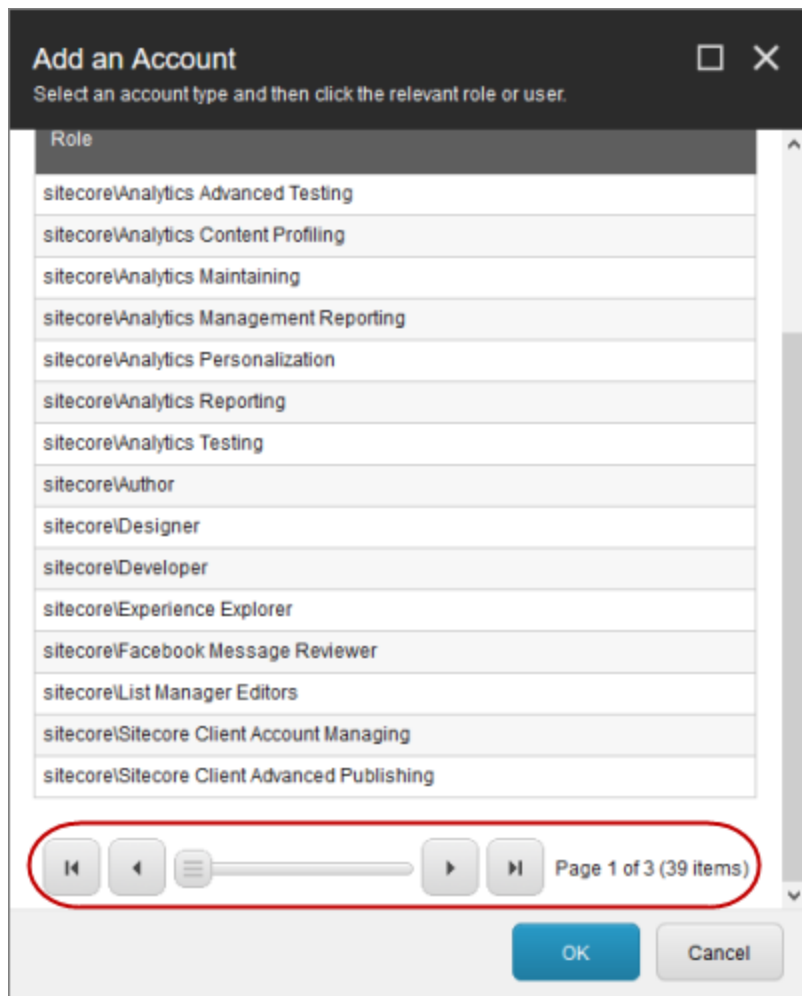 Add an Account
Select an account type and then click the relevant role or user.
Role
sitecore\Analytics Advanced Testing
sitecore\Analytics Content Profiling
sitecore\Analytics Maintaining
sitecore\Analytics Management Reporting
sitecore\Analytics Personalization
sitecore\Analytics Reporting
sitecore\Analytics Testing
sitecore\Author
sitecore\Designer
sitecore\Developer
sitecore\Experience Explorer
sitecore\Facebook Message Reviewer
sitecore\List Manager Editors
sitecore\Sitecore Client Account Managing
sitecore\Sitecore Client Advanced Publishing
Page 1 of 3 (39 items)
OK Cancel